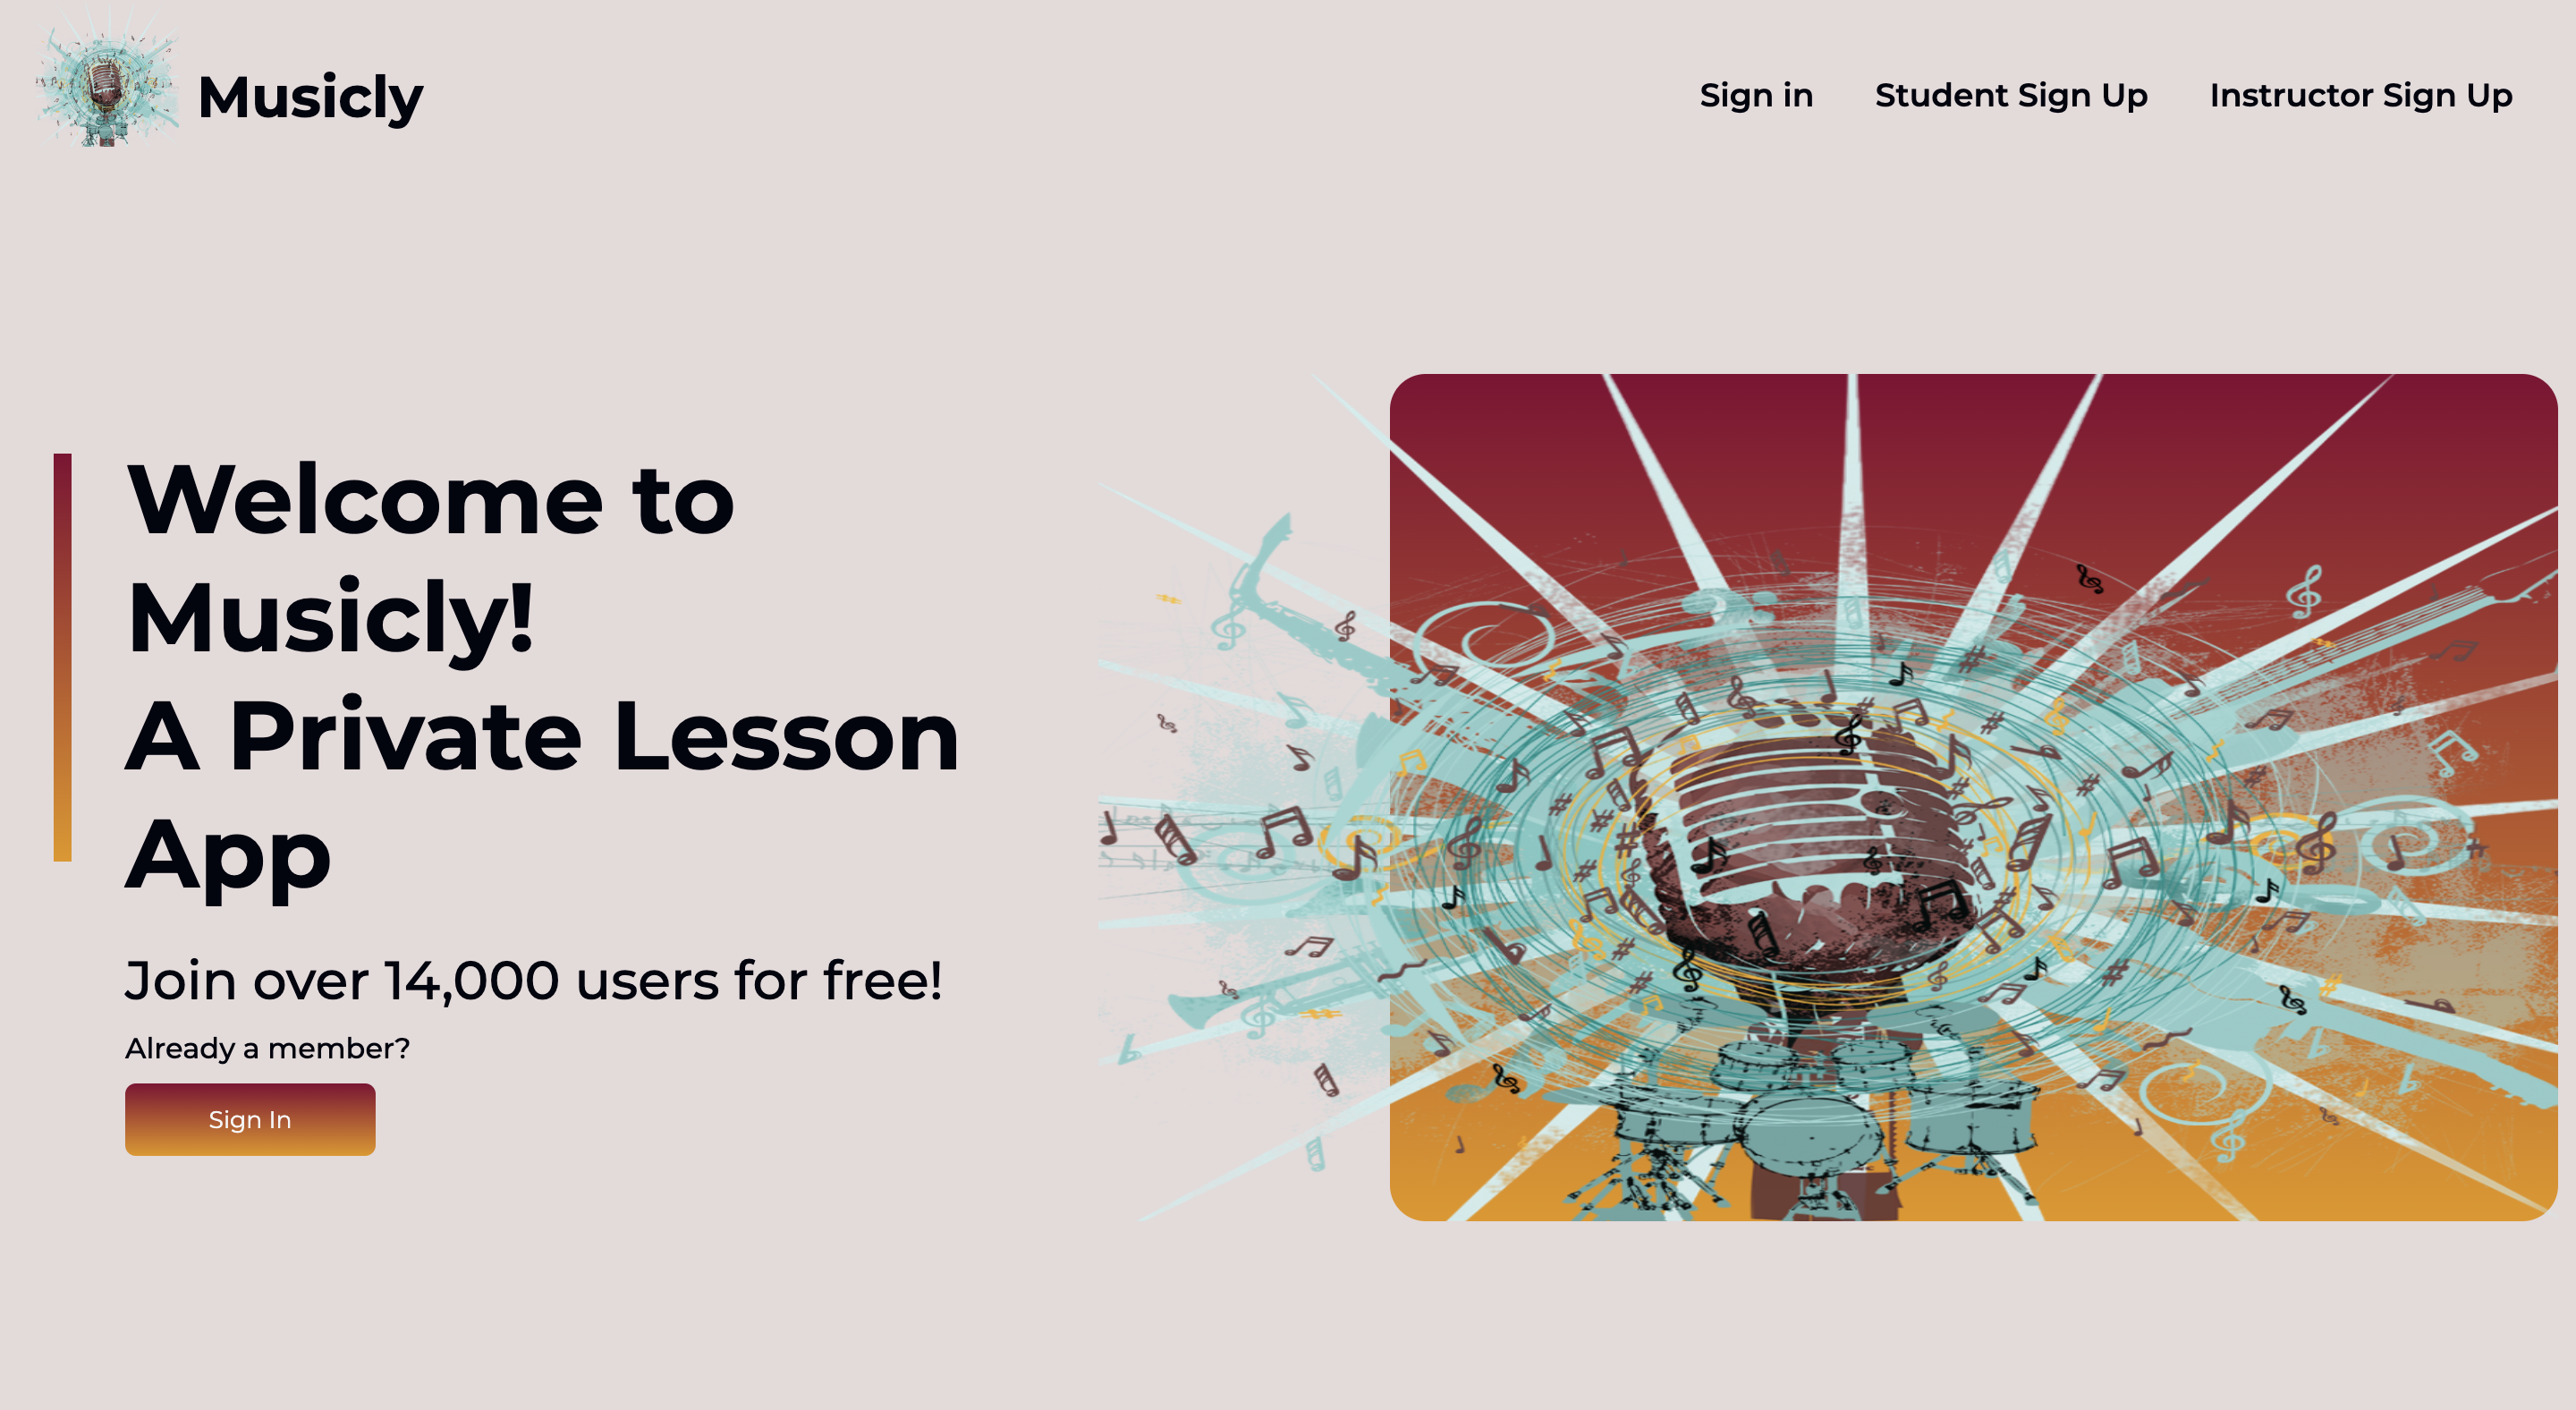 Musicly
Sign in
Student Sign Up
Instructor Sign Up
Welcome to
Musicly!
A Private Lesson
App
Join over 14,000 users for free!
Already a member?
Sign In